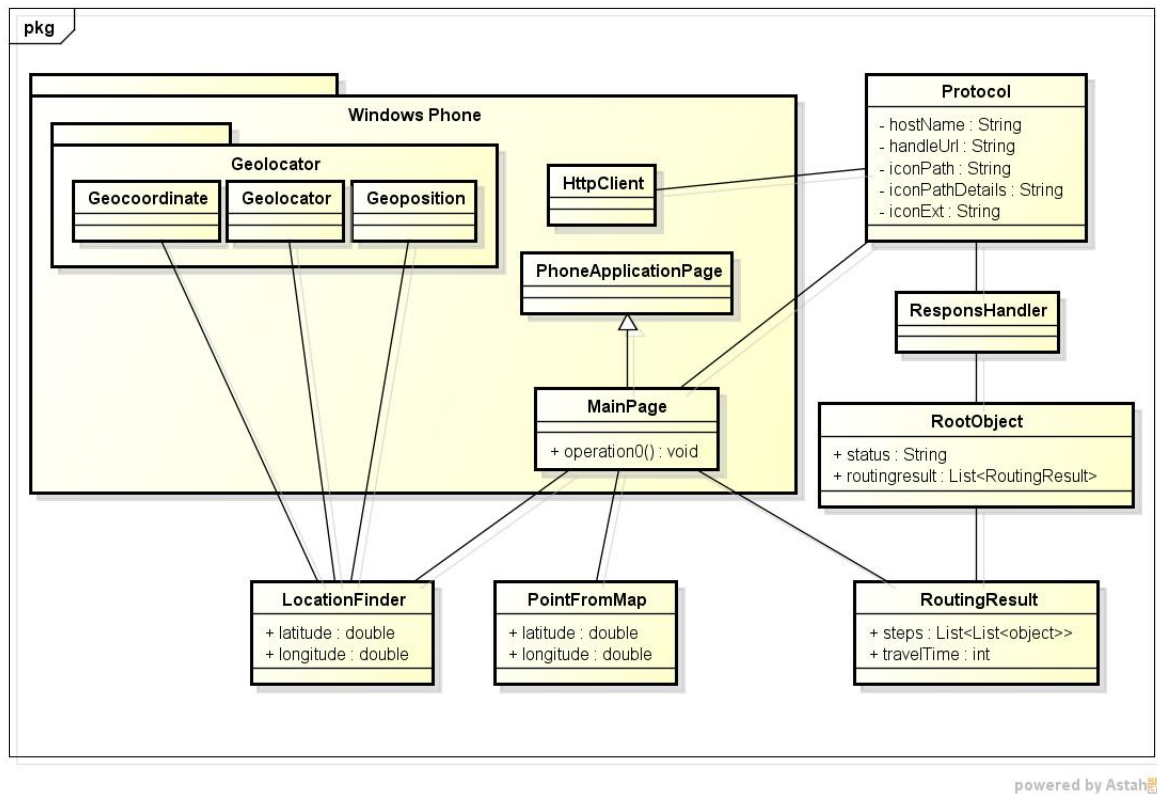 pkg
Windows Phone
Geolocator
Geocoordinate
Geolocator
Geoposition
HttpClient
PhoneApplicationPage
MainPage
+ operation0() : void
Protocol
- hostName : String
- handleUrl : String
- iconPath : String
- iconPathDetails : String
- iconExt : String
ResponsHandler
RootObject
+ status : String
+ routingresult : List<RoutingResult>
LocationFinder
+ latitude : double
+ longitude : double
PointFromMap
+ latitude : double
+ longitude : double
RoutingResult
+ steps : List<List<object>>
+ travelTime : int
powered by Astah